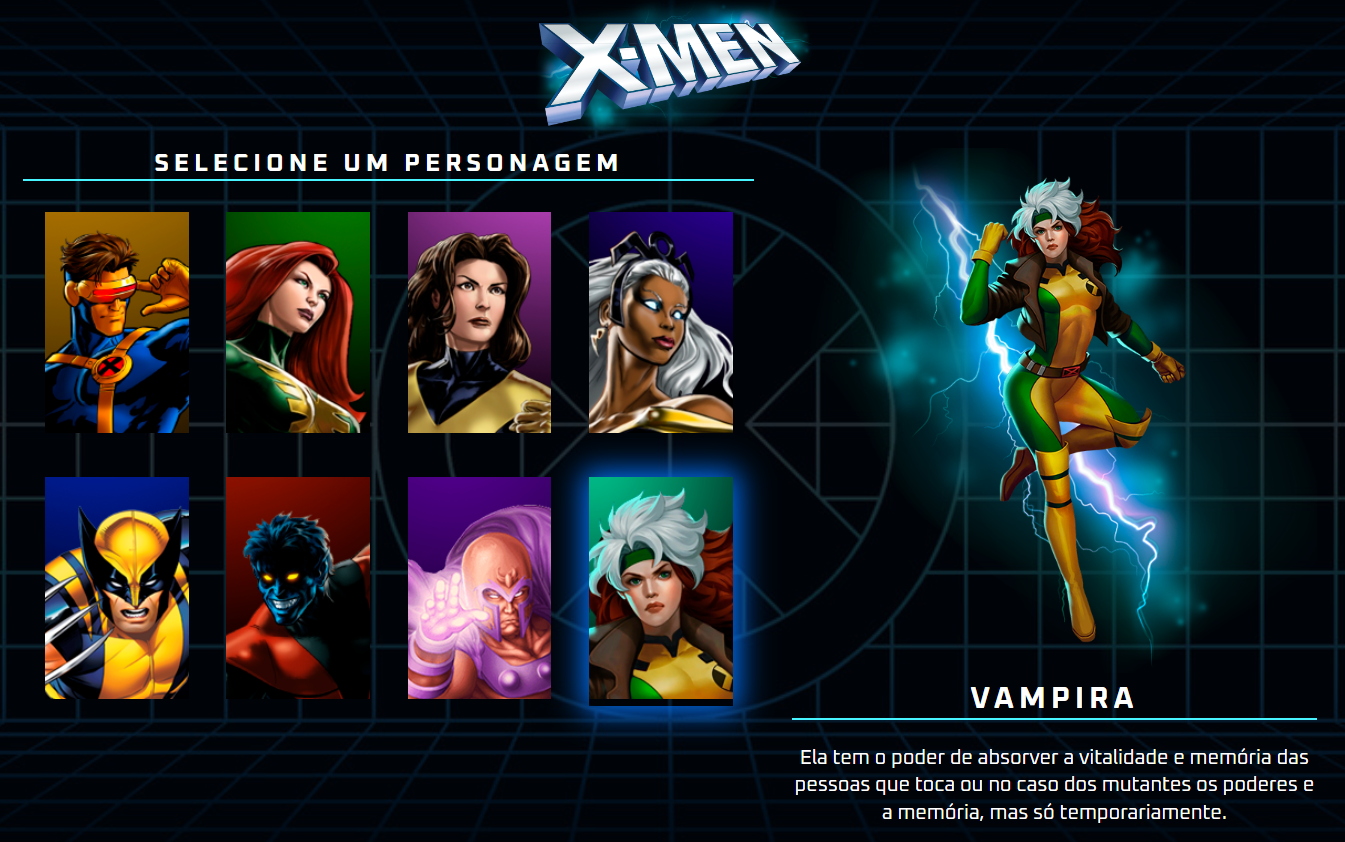 X-MEN
SELECIONE UM PERSONAGEM
VAMPIRA
Ela tem o poder de absorver a vitalidade e memória das
pessoas que toca ou no caso dos mutantes os poderes e
a memória, mas só temporariamente.